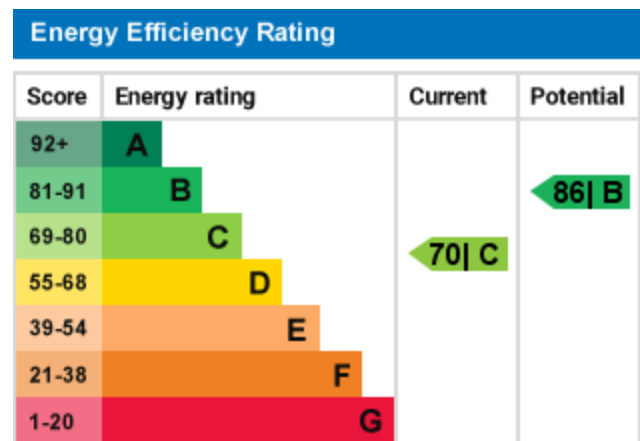 Energy Efficiency Rating
Score Energy rating Current Potential
92+ A
81-91 B 86| B
69-80 C 70| C
55-68 D
39-54 E
21-38 F
1-20 G